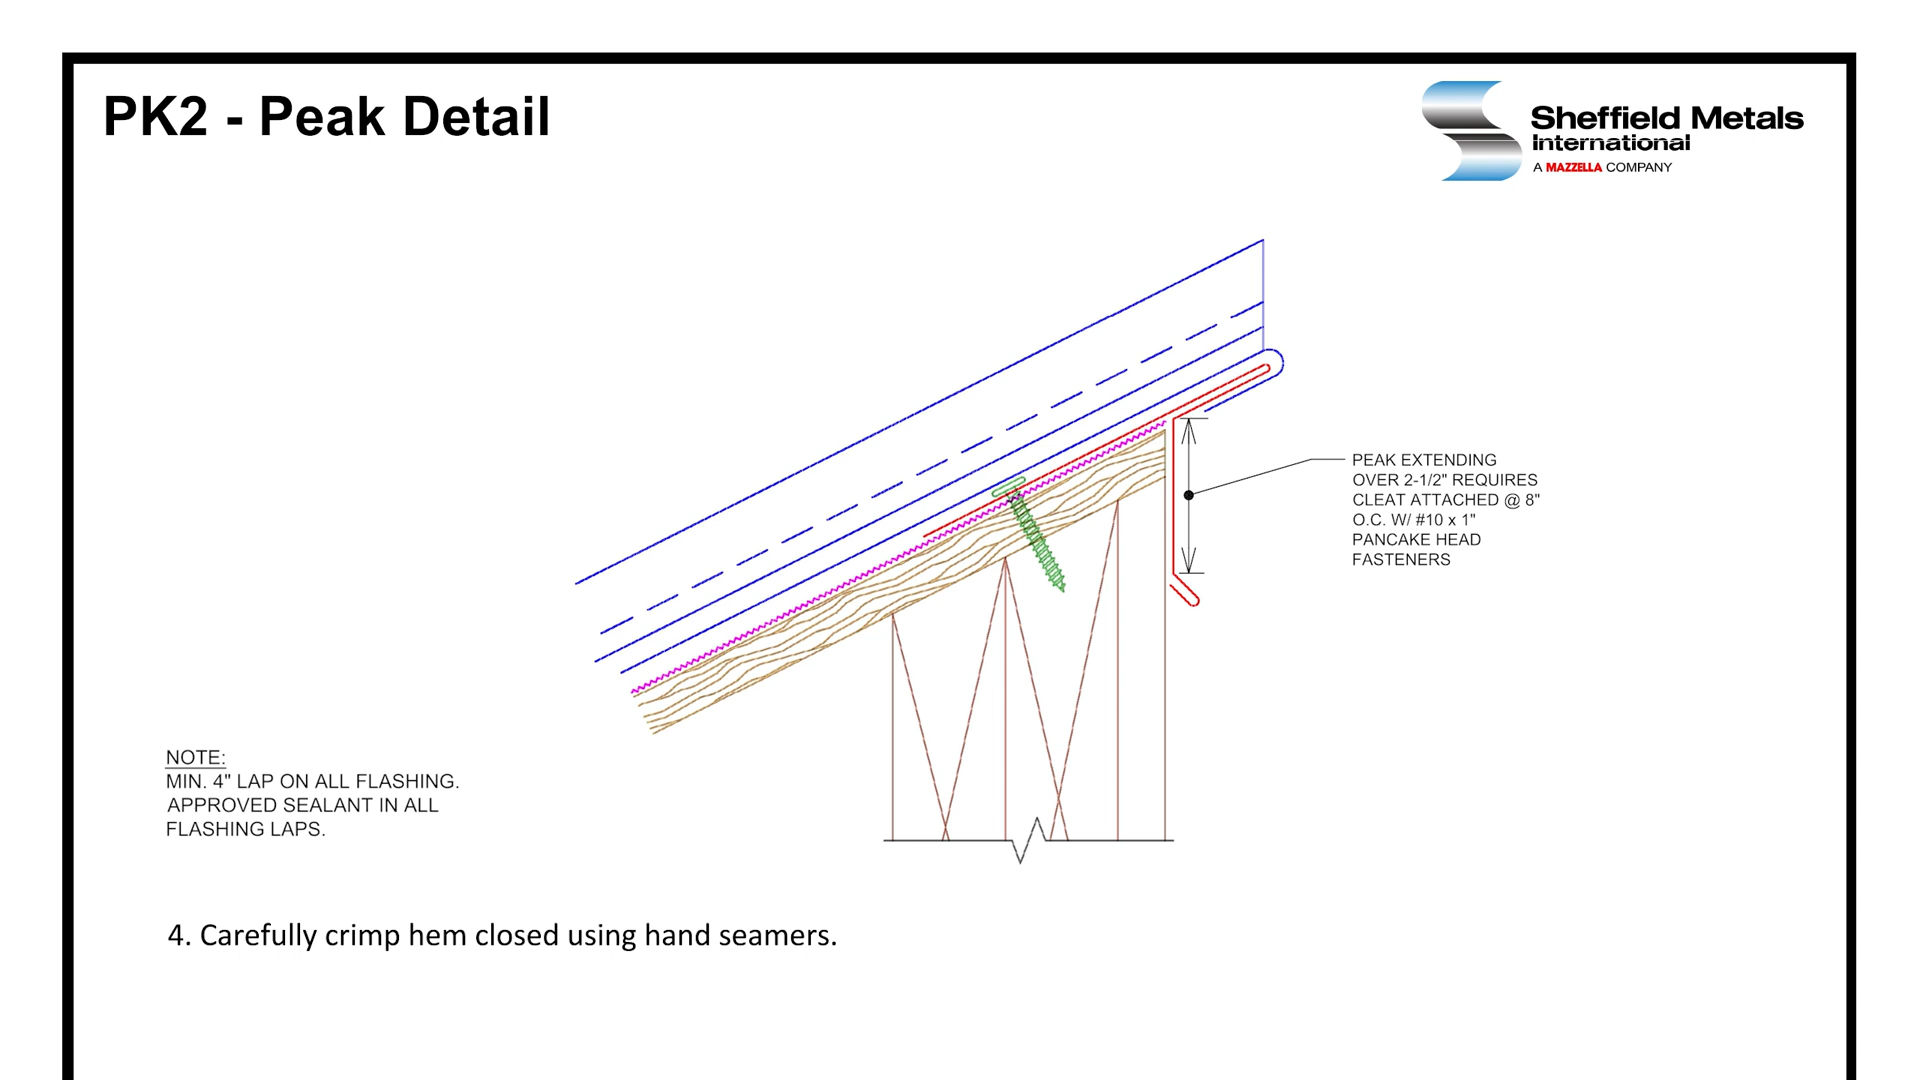 PK2 - Peak Detail
Sheffield Metals
International
A MAZZELLA COMPANY
PEAK EXTENDING
OVER 2-1/2" REQUIRES
CLEAT ATTACHED @ 8"
O.C. W/ #10 x 1"
PANCAKE HEAD
FASTENERS
NOTE:
MIN. 4" LAP ON ALL FLASHING.
APPROVED SEALANT IN ALL
FLASHING LAPS.
4. Carefully crimp hem closed using hand seamers.